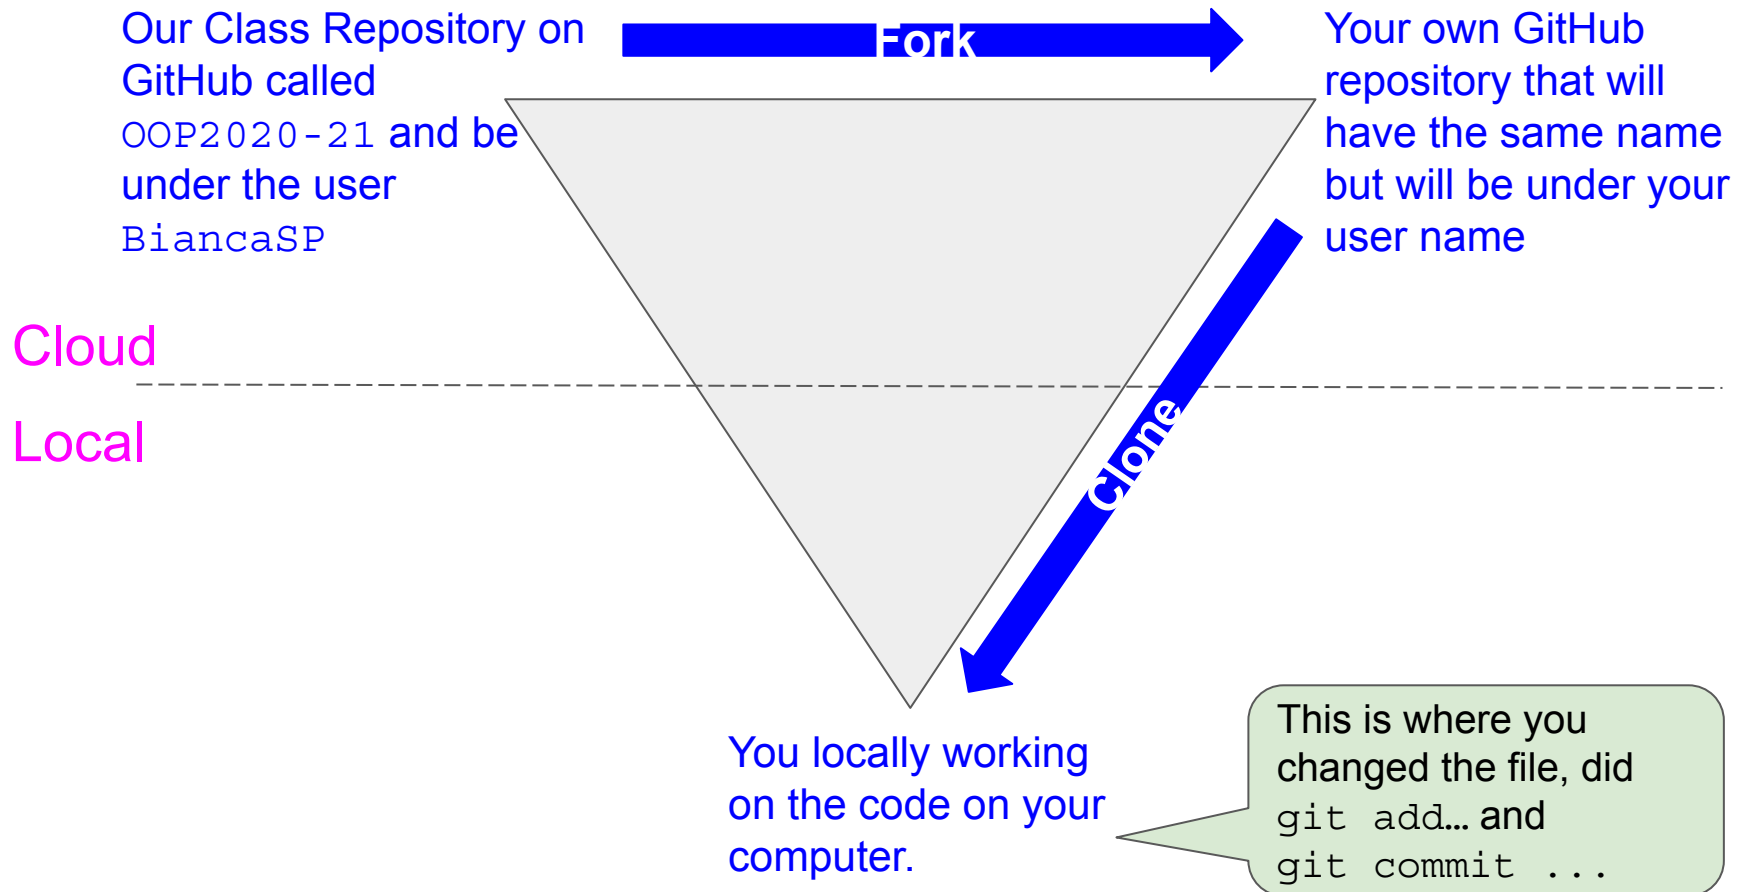 Our Class Repository on
GitHub called
OOP2020-21 and be
under the user
BiancaSP
Fork
Your own GitHub
repository that will
have the same name
but will be under your
user name
Cloud
Local
Clone
You locally working
on the code on your
computer.
This is where you
changed the file, did
git add… and
git commit ...